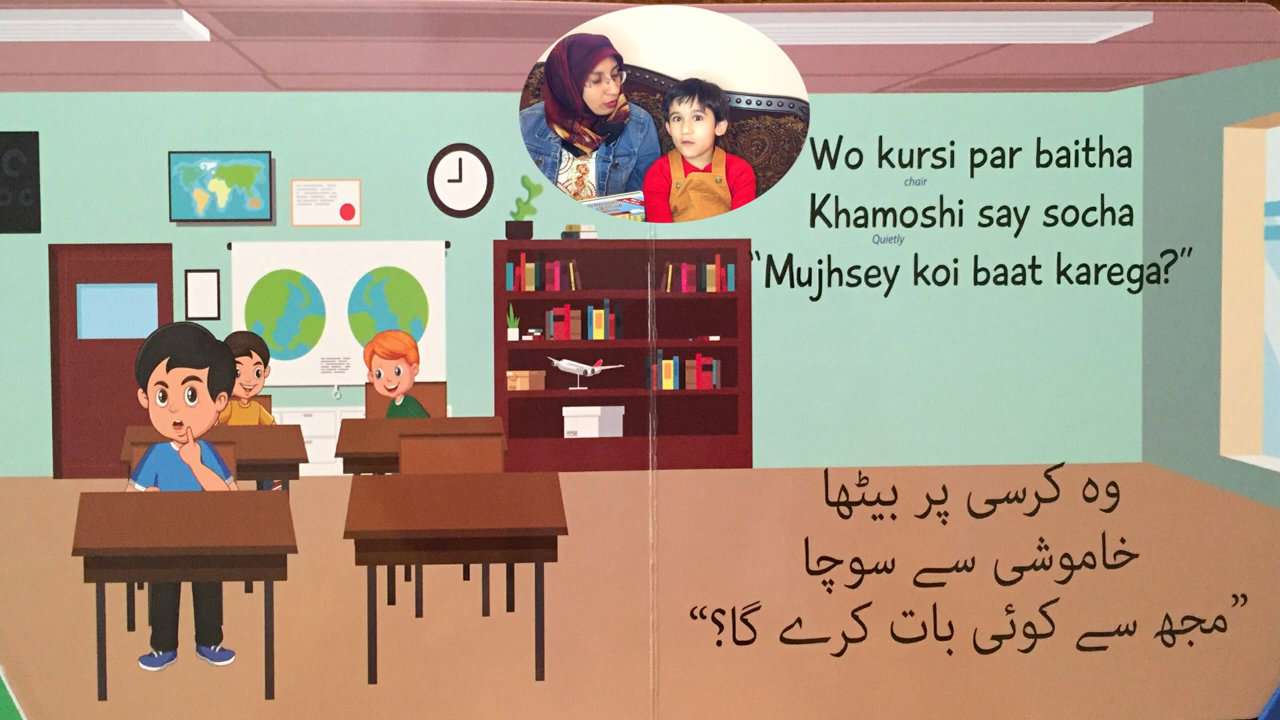 Wo kursi par baitha
chair
Khamoshi say socha
Quietly
"Mujhsey koi baat karega?"
وہ کرسی پر بیٹھا
خاموشی سے سوچا
”مجھ سے کوئی بات کرے گا؟“